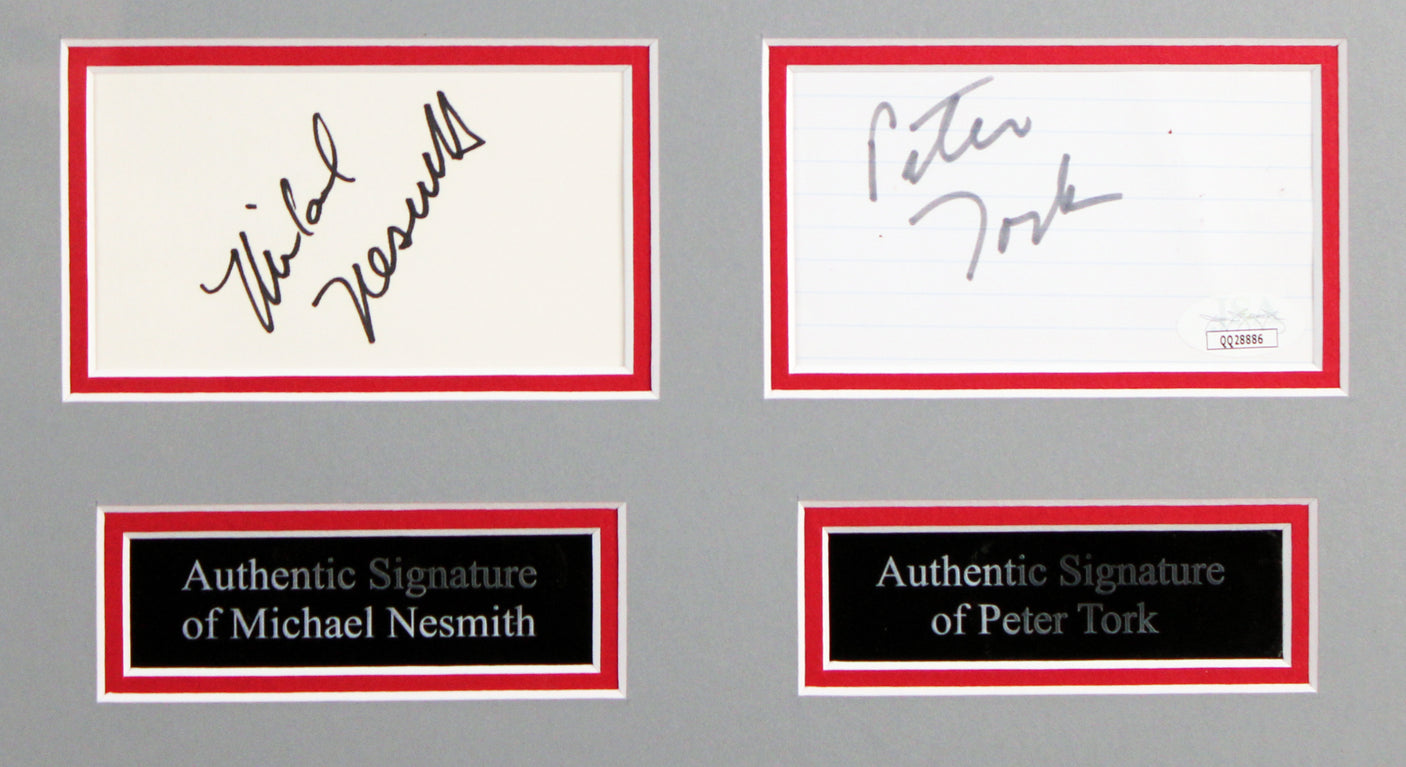 Michael
Nesmith
Peter
Tork
QQ28886
Authentic Signature
of Michael Nesmith
Authentic Signature
of Peter Tork